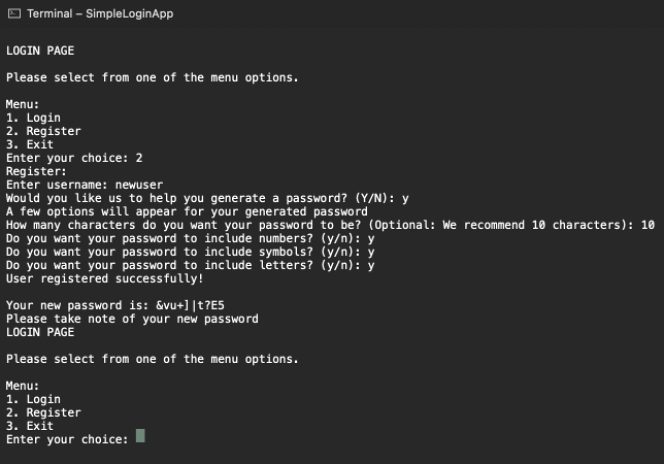 Terminal – SimpleLoginApp
LOGIN PAGE
Please select from one of the menu options.
Menu:
1. Login
2. Register
3. Exit
Enter your choice: 2
Register:
Enter username: newuser
Would you like us to help you generate a password? (Y/N): y
A few options will appear for your generated password
How many characters do you want your password to be? (Optional: We recommend 10 characters): 10
Do you want your password to include numbers? (y/n): y
Do you want your password to include symbols? (y/n): y
Do you want your password to include letters? (y/n): y
User registered successfully!
Your new password is: &vu+]|t?E5
Please take note of your new password
LOGIN PAGE
Please select from one of the menu options.
Menu:
1. Login
2. Register
3. Exit
Enter your choice: